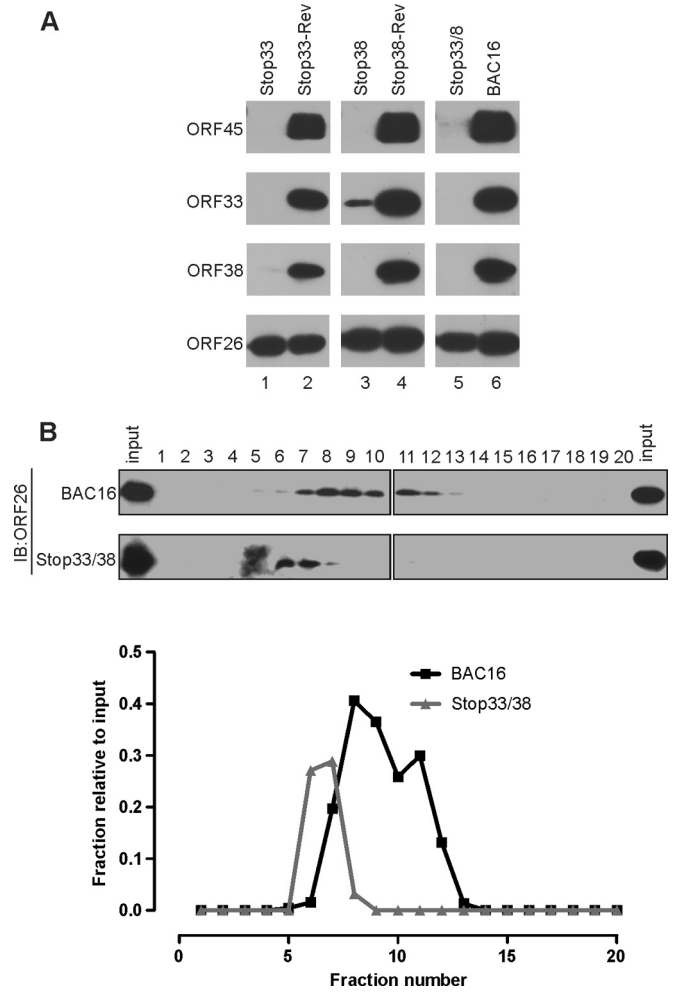 A
Stop33
Stop33-Rev
Stop38
Stop38-Rev
Stop33/8
BAC16
ORF45
ORF33
ORF38
ORF26
1 2 3 4 5 6
B
input 1 2 3 4 5 6 7 8 9 10 11 12 13 14 15 16 17 18 19 20 input
IB:ORF26
BAC16
Stop33/38
0.5
0.4
0.3
0.2
0.1
0.0
Fraction relative to input
BAC16
Stop33/38
0 5 10 15 20
Fraction number